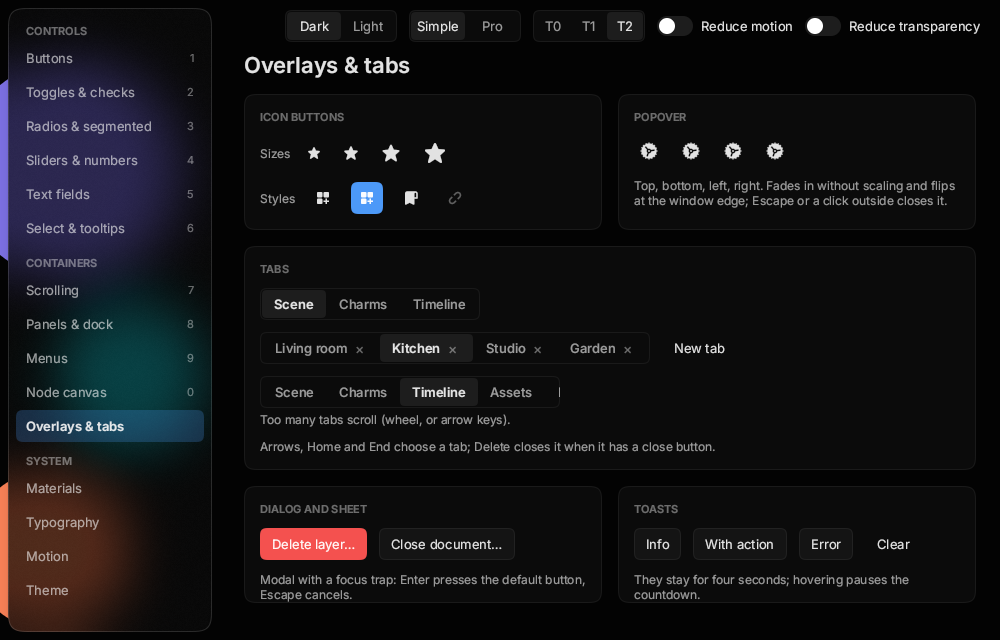 CONTROLS
Buttons 1
Toggles & checks 2
Radios & segmented 3
Sliders & numbers 4
Text fields 5
Select & tooltips 6
CONTAINERS
Scrolling 7
Panels & dock 8
Menus 9
Node canvas 0
Overlays & tabs
SYSTEM
Materials
Typography
Motion
Theme
Dark Light Simple Pro T0 T1 T2 Reduce motion Reduce transparency
Overlays & tabs
ICON BUTTONS
Sizes
Styles
POPOVER
Top, bottom, left, right. Fades in without scaling and flips
at the window edge; Escape or a click outside closes it.
TABS
Scene Charms Timeline
Living room × Kitchen × Studio × Garden × New tab
Scene Charms Timeline Assets
Too many tabs scroll (wheel, or arrow keys).
Arrows, Home and End choose a tab; Delete closes it when it has a close button.
DIALOG AND SHEET
Delete layer... Close document...
Modal with a focus trap: Enter presses the default button,
Escape cancels.
TOASTS
Info With action Error Clear
They stay for four seconds; hovering pauses the
countdown.